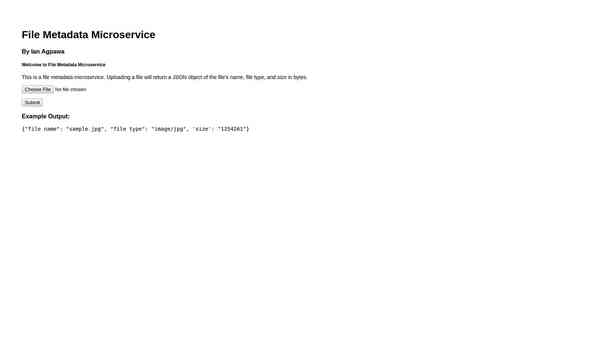 File Metadata Microservice
By Ian Agpawa
Welcome to File Metadata Microservice
This is a file metadata microservice. Uploading a file will return a JSON object of the file's name, file type, and size in bytes.
Choose File No file chosen
Submit
Example Output:
{"file name": "sample.jpg", "file type": "image/jpg", 'size': "1234261"}